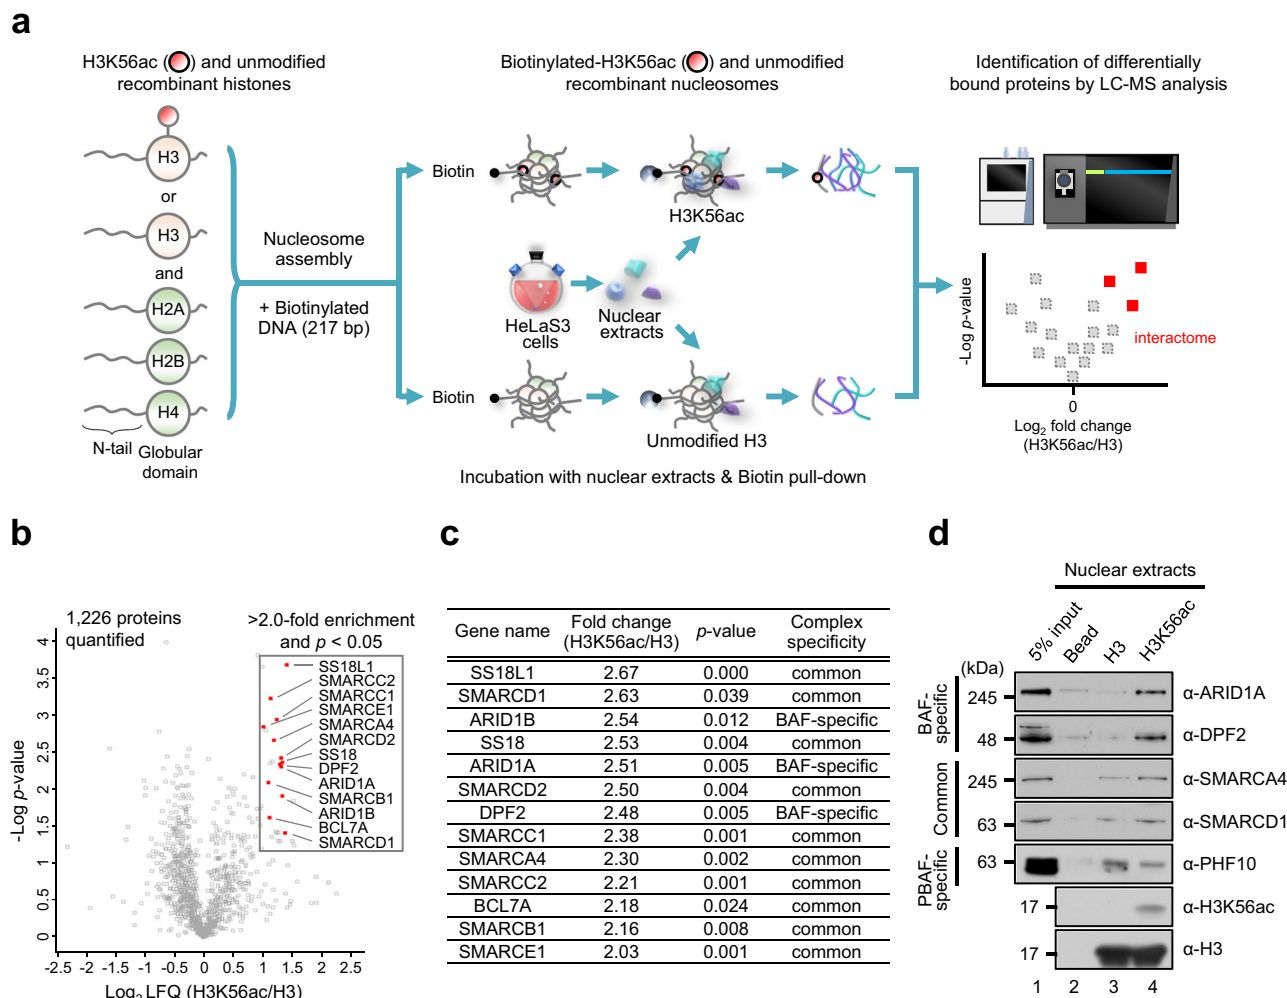 a
H3K56ac ( ) and unmodified
recombinant histones
Biotinylated-H3K56ac ( ) and unmodified
recombinant nucleosomes
Identification of differentially
bound proteins by LC-MS analysis
H3
or
H3
and
H2A
H2B
H4
N-tail
Globular
domain
Nucleosome
assembly
+ Biotinylated
DNA (217 bp)
Biotin
H3K56ac
HeLaS3
cells
Nuclear
extracts
Biotin
Unmodified H3
Incubation with nuclear extracts & Biotin pull-down
-Log p-value
interactome
0
Log2 fold change
(H3K56ac/H3)
b
1,226 proteins
quantified
>2.0-fold enrichment
and p < 0.05
SS18L1
SMARCC2
SMARCC1
SMARCE1
SMARCA4
SMARCD2
SS18
DPF2
ARID1A
SMARCB1
ARID1B
BCL7A
SMARCD1
-Log p-value
4
3.5
3
2.5
2
1.5
1
0.5
0
-2.5 -2 -1.5 -1 -0.5 0 0.5 1 1.5 2 2.5
Log2 LFQ (H3K56ac/H3)
c
Gene name Fold change (H3K56ac/H3) p-value Complex specificity
SS18L1 2.67 0.000 common
SMARCD1 2.63 0.039 common
ARID1B 2.54 0.012 BAF-specific
SS18 2.53 0.004 common
ARID1A 2.51 0.005 BAF-specific
SMARCD2 2.50 0.004 common
DPF2 2.48 0.005 BAF-specific
SMARCC1 2.38 0.001 common
SMARCA4 2.30 0.002 common
SMARCC2 2.21 0.001 common
BCL7A 2.18 0.024 common
SMARCB1 2.16 0.008 common
SMARCE1 2.03 0.001 common
d
Nuclear extracts
5% input Bead H3 H3K56ac
(kDa)
BAF-specific
245 α-ARID1A
48 α-DPF2
Common
245 α-SMARCA4
63 α-SMARCD1
PBAF-specific
63 α-PHF10
17 α-H3K56ac
17 α-H3
1 2 3 4